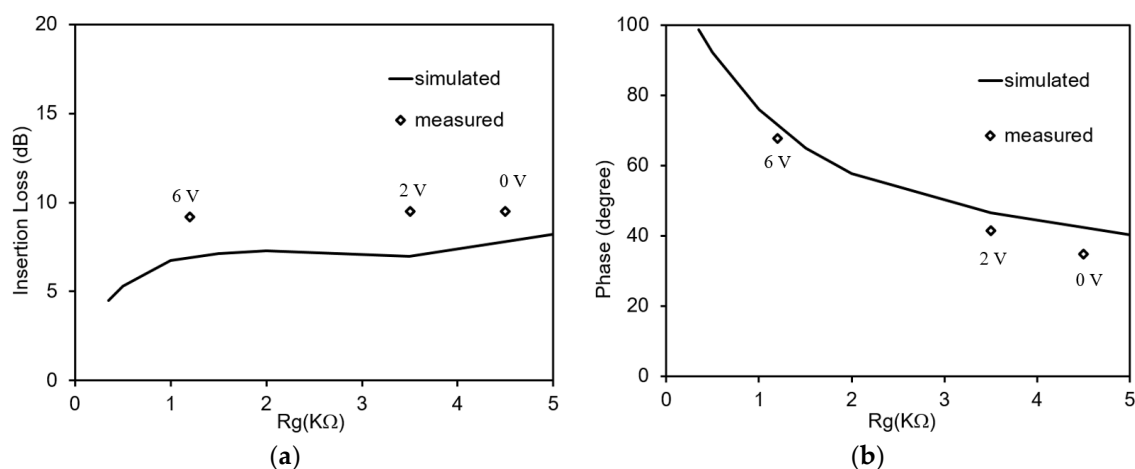 20
15
10
5
0
Insertion Loss (dB)
simulated
measured
6 V
2 V
0 V
0 1 2 3 4 5
Rg(KΩ)
(a)
100
80
60
40
20
0
Phase (degree)
simulated
measured
6 V
2 V
0 V
0 1 2 3 4 5
Rg(KΩ)
(b)